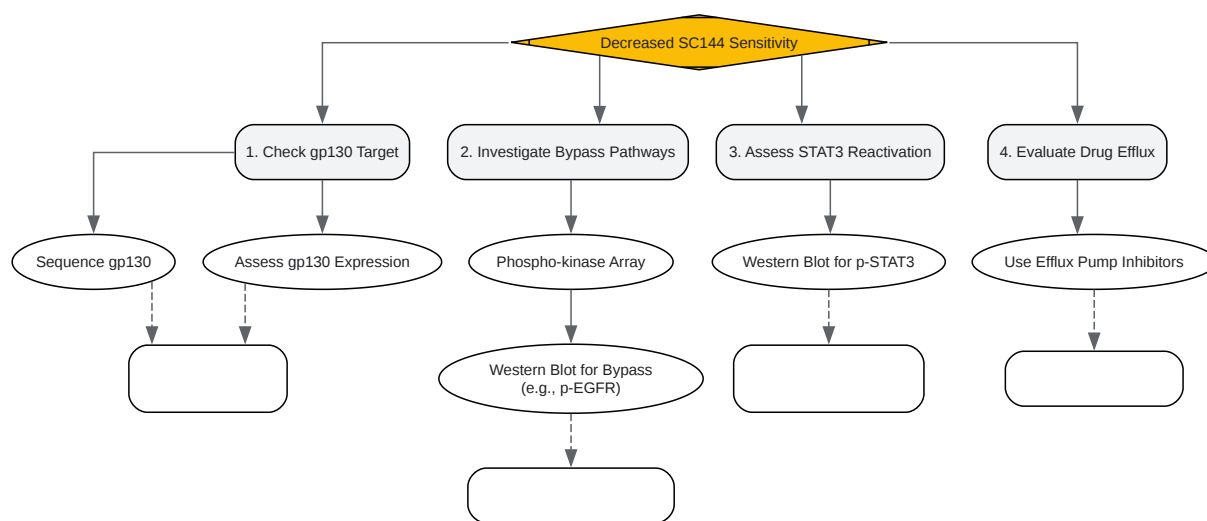 Decreased SC144 Sensitivity
1. Check gp130 Target
2. Investigate Bypass Pathways
3. Assess STAT3 Reactivation
4. Evaluate Drug Efflux
Sequence gp130
Assess gp130 Expression
Phospho-kinase Array
Western Blot for p-STAT3
Use Efflux Pump Inhibitors
Western Blot for Bypass
(e.g., p-EGFR)